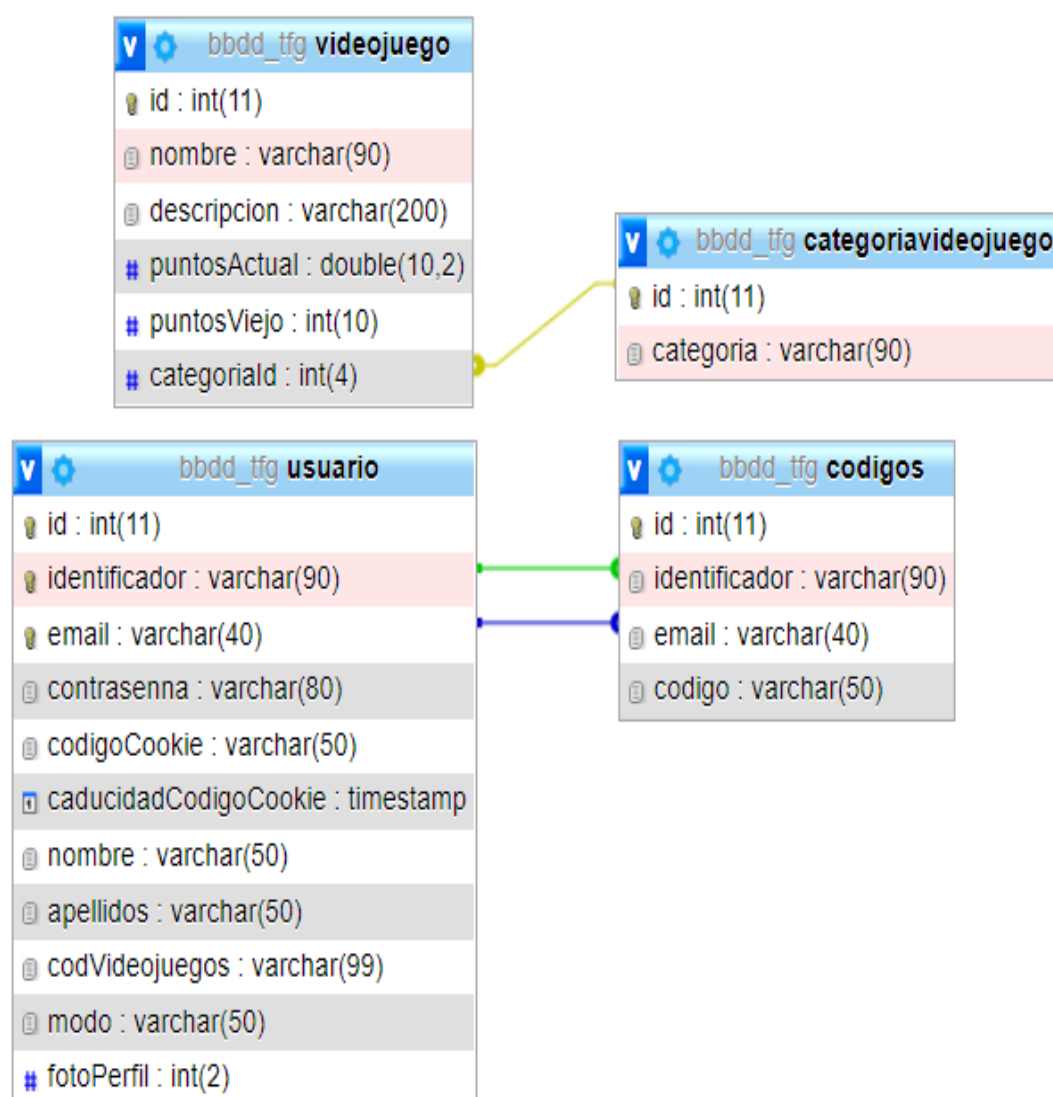 v bbdd_tfg videojuego
id : int(11)
nombre : varchar(90)
descripcion : varchar(200)
# puntosActual : double(10,2)
# puntosViejo : int(10)
# categoriaId : int(4)
v bbdd_tfg categoriavideojuego
id : int(11)
categoria : varchar(90)
v bbdd_tfg usuario
id : int(11)
identificador : varchar(90)
email : varchar(40)
contrasenna : varchar(80)
codigoCookie : varchar(50)
caducidadCodigoCookie : timestamp
nombre : varchar(50)
apellidos : varchar(50)
codVideojuegos : varchar(99)
modo : varchar(50)
# fotoPerfil : int(2)
v bbdd_tfg codigos
id : int(11)
identificador : varchar(90)
email : varchar(40)
codigo : varchar(50)